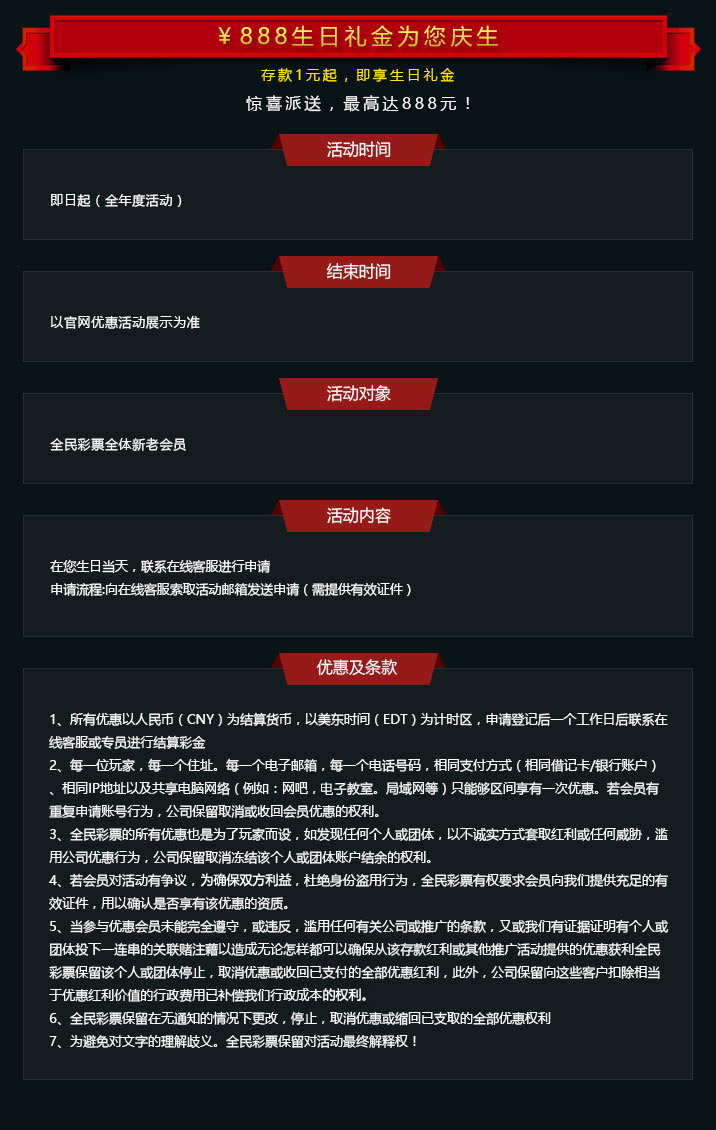 ￥888生日礼金为您庆生
存款1元起，即享生日礼金
惊喜派送，最高达888元！
活动时间
即日起（全年度活动）
结束时间
以官网优惠活动展示为准
活动对象
全民彩票全体新老会员
活动内容
在您生日当天，联系在线客服进行申请
申请流程:向在线客服索取活动邮箱发送申请（需提供有效证件）
优惠及条款
1、所有优惠以人民币（CNY）为结算货币，以美东时间（EDT）为计时区，申请登记后一个工作日后联系在
线客服或专员进行结算彩金
2、每一位玩家，每一个住址。每一个电子邮箱，每一个电话号码，相同支付方式（相同借记卡/银行账户）
、相同IP地址以及共享电脑网络（例如：网吧，电子教室。局域网等）只能够区间享有一次优惠。若会员有
重复申请账号行为，公司保留取消或收回会员优惠的权利。
3、全民彩票的所有优惠也是为了玩家而设，如发现任何个人或团体，以不诚实方式套取红利或任何威胁，滥
用公司优惠行为，公司保留取消冻结该个人或团体账户结余的权利。
4、若会员对活动有争议，为确保双方利益，杜绝身份盗用行为，全民彩票有权要求会员向我们提供充足的有
效证件，用以确认是否享有该优惠的资质。
5、当参与优惠会员未能完全遵守，或违反，滥用任何有关公司或推广的条款，又或我们有证据证明有个人或
团体投下一连串的关联赌注藉以造成无论怎样都可以确保从该存款红利或其他推广活动提供的优惠获利全民
彩票保留该个人或团体停止，取消优惠或收回已支付的全部优惠红利，此外，公司保留向这些客户扣除相当
于优惠红利价值的行政费用已补偿我们行政成本的权利。
6、全民彩票保留在无通知的情况下更改，停止，取消优惠或缩回已支取的全部优惠权利
7、为避免对文字的理解歧义。全民彩票保留对活动最终解释权！